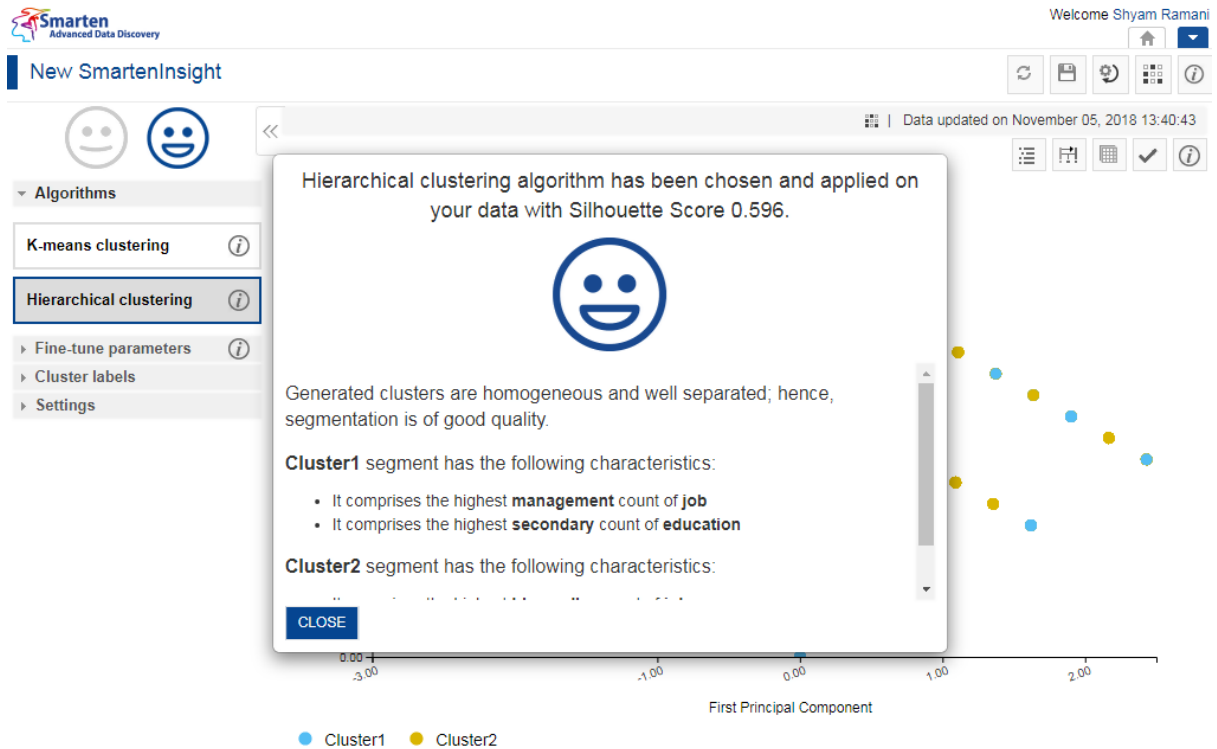 Smarten
Advanced Data Discovery
Welcome Shyam Ramani
New SmartenInsight
Data updated on November 05, 2018 13:40:43
Algorithms
K-means clustering
Hierarchical clustering
Fine-tune parameters
Cluster labels
Settings
Hierarchical clustering algorithm has been chosen and applied on
your data with Silhouette Score 0.596.
Generated clusters are homogeneous and well separated; hence,
segmentation is of good quality.
Cluster1 segment has the following characteristics:
• It comprises the highest management count of job
• It comprises the highest secondary count of education
Cluster2 segment has the following characteristics:
CLOSE
0.00
-3.00 -1.00 0.00 1.00 2.00
First Principal Component
Cluster1 Cluster2